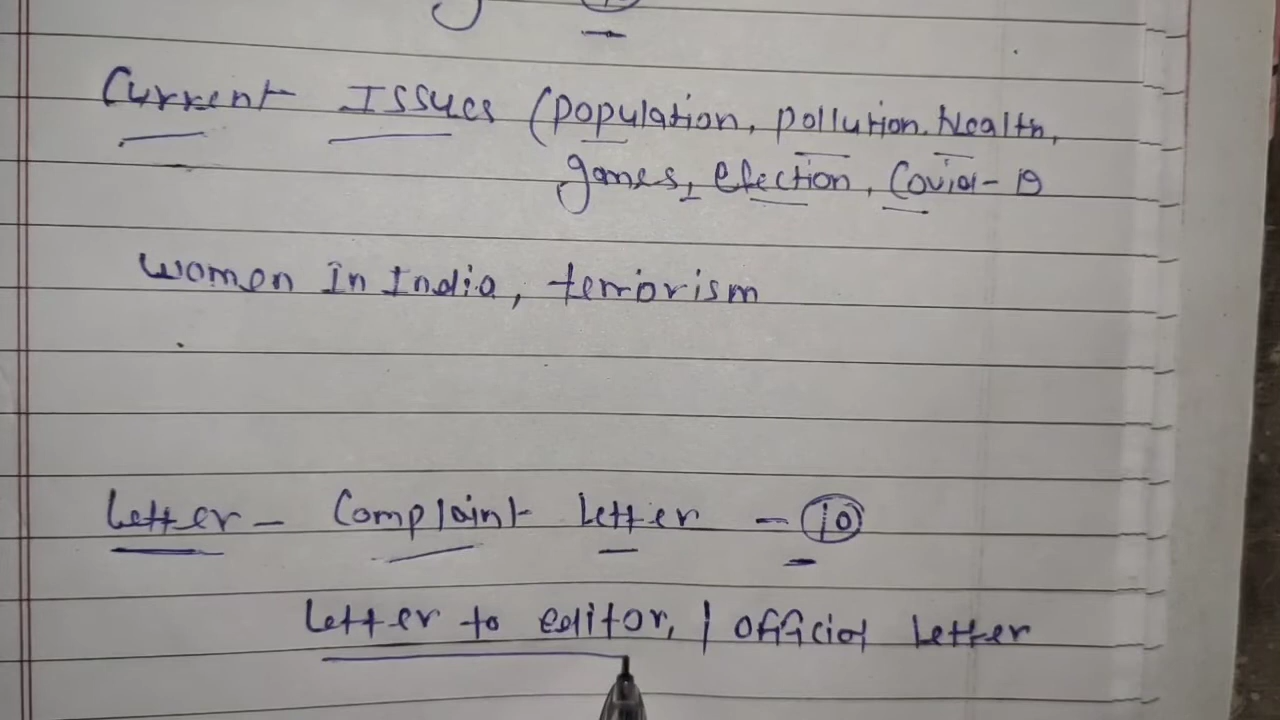 Current Issues (population, pollution, Health,
games, election, Covid-19
women in India, terrorism
Letter - Complaint Letter - 10
Letter to editor, / official Letter